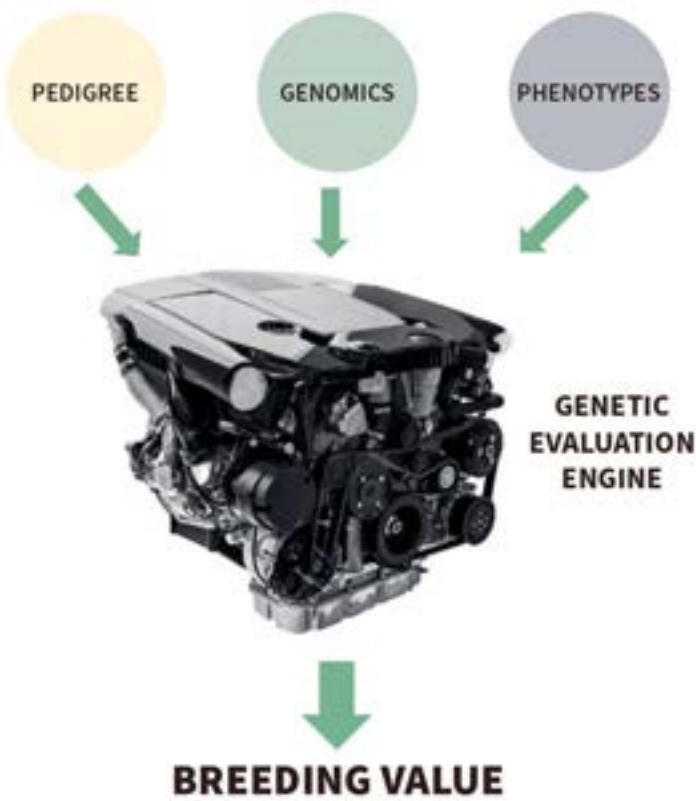 PEDIGREE
GENOMICS
PHENOTYPES
GENETIC
EVALUATION
ENGINE
BREEDING VALUE